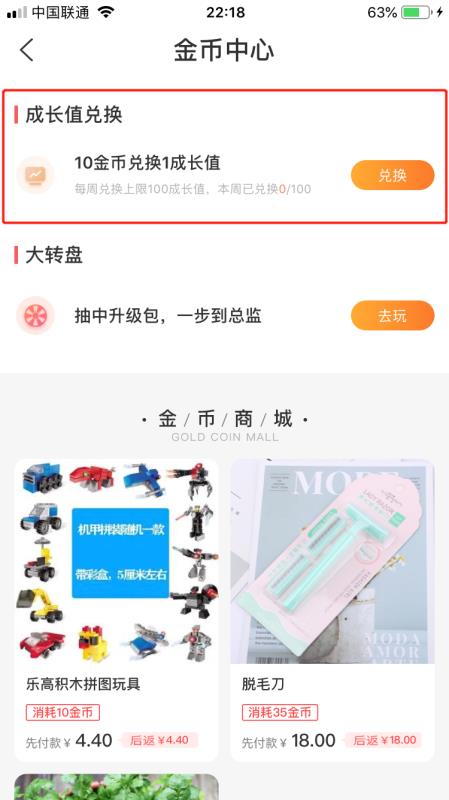 中国联通 22:18 63%
金币中心
成长值兑换
10金币兑换1成长值
每周兑换上限100成长值，本周已兑换0/100
兑换
大转盘
抽中升级包，一步到总监
去玩
· 金 / 币 / 商 / 城 ·
GOLD COIN MALL
机甲拼装随机一款
带彩盒，5厘米左右
MODE
LADY RAZOR
MODA
AMOR
ARTE
乐高积木拼图玩具
消耗10金币
先付款¥ 4.40 后返¥4.40
脱毛刀
消耗35金币
先付款¥ 18.00 后返¥18.00